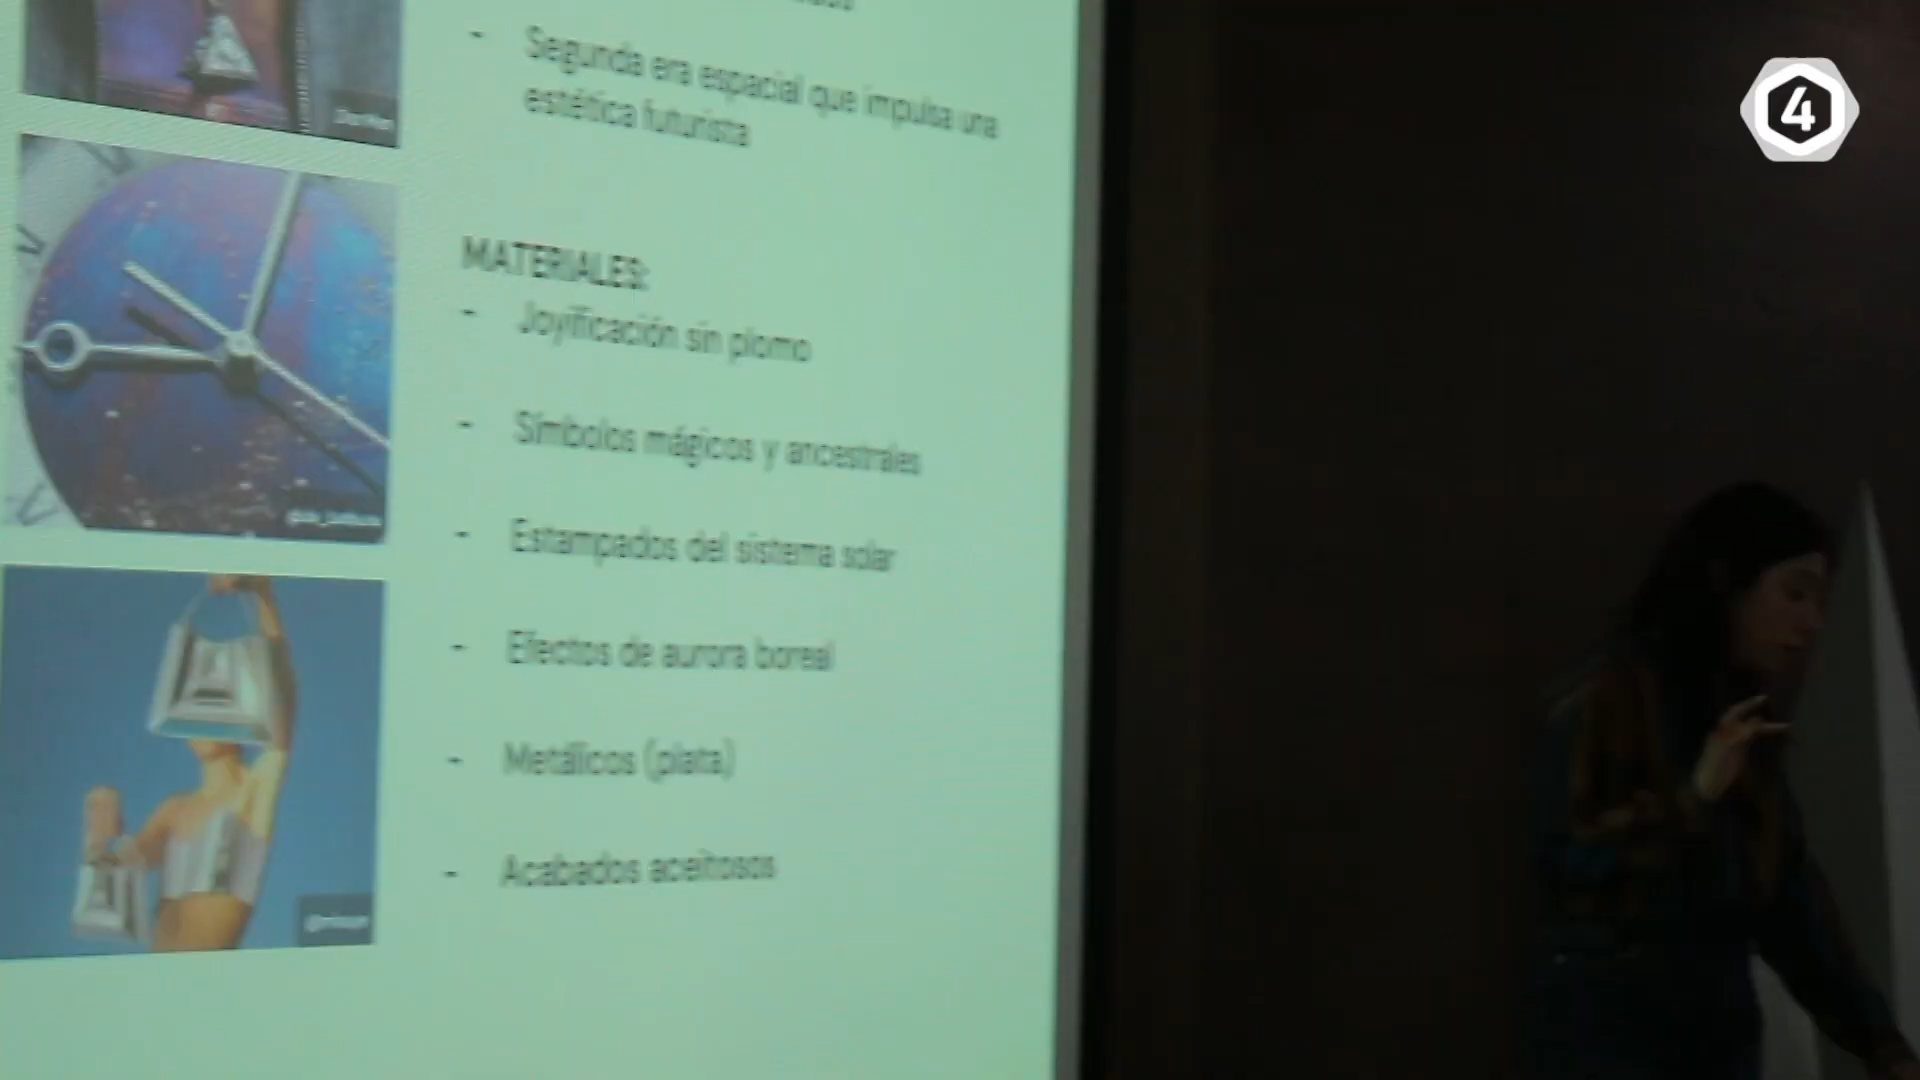 - Segunda era espacial que impulsa una
estética futurista
MATERIALES:
- Joyificación sin plomo
- Símbolos mágicos y ancestrales
- Estampados del sistema solar
- Efectos de aurora boreal
- Metálicos (plata)
- Acabados aceitosos
4